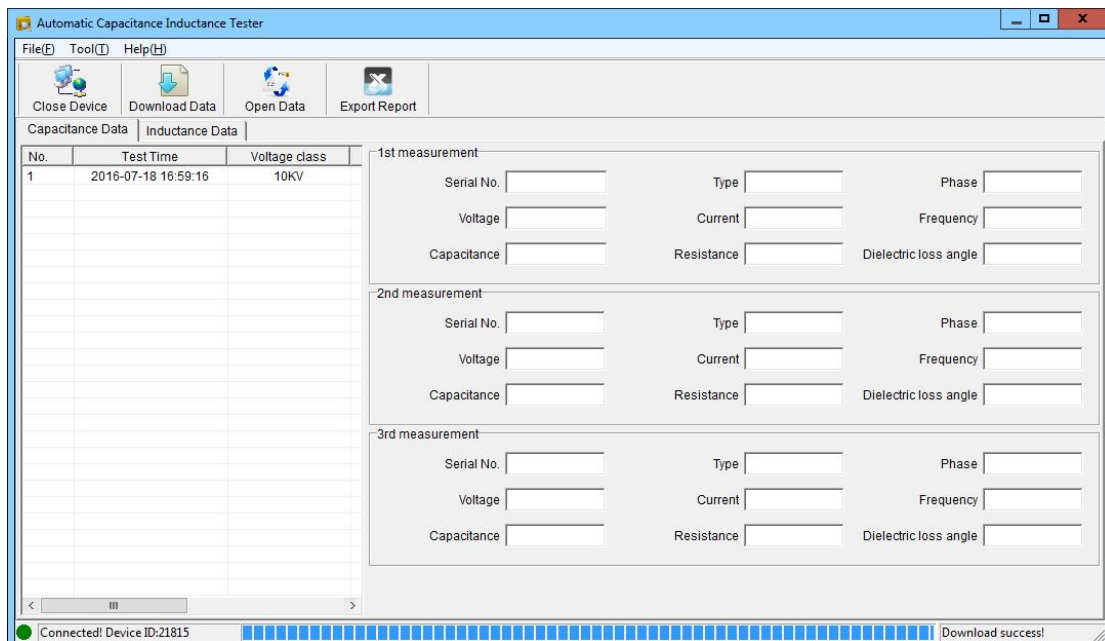 Automatic Capacitance Inductance Tester
File(F) Tool(T) Help(H)
Close Device Download Data Open Data Export Report
Capacitance Data Inductance Data
No. Test Time Voltage class
1 2016-07-18 16:59:16 10KV
1st measurement
Serial No. Type Phase
Voltage Current Frequency
Capacitance Resistance Dielectric loss angle
2nd measurement
Serial No. Type Phase
Voltage Current Frequency
Capacitance Resistance Dielectric loss angle
3rd measurement
Serial No. Type Phase
Voltage Current Frequency
Capacitance Resistance Dielectric loss angle
Connected! Device ID:21815 Download success!